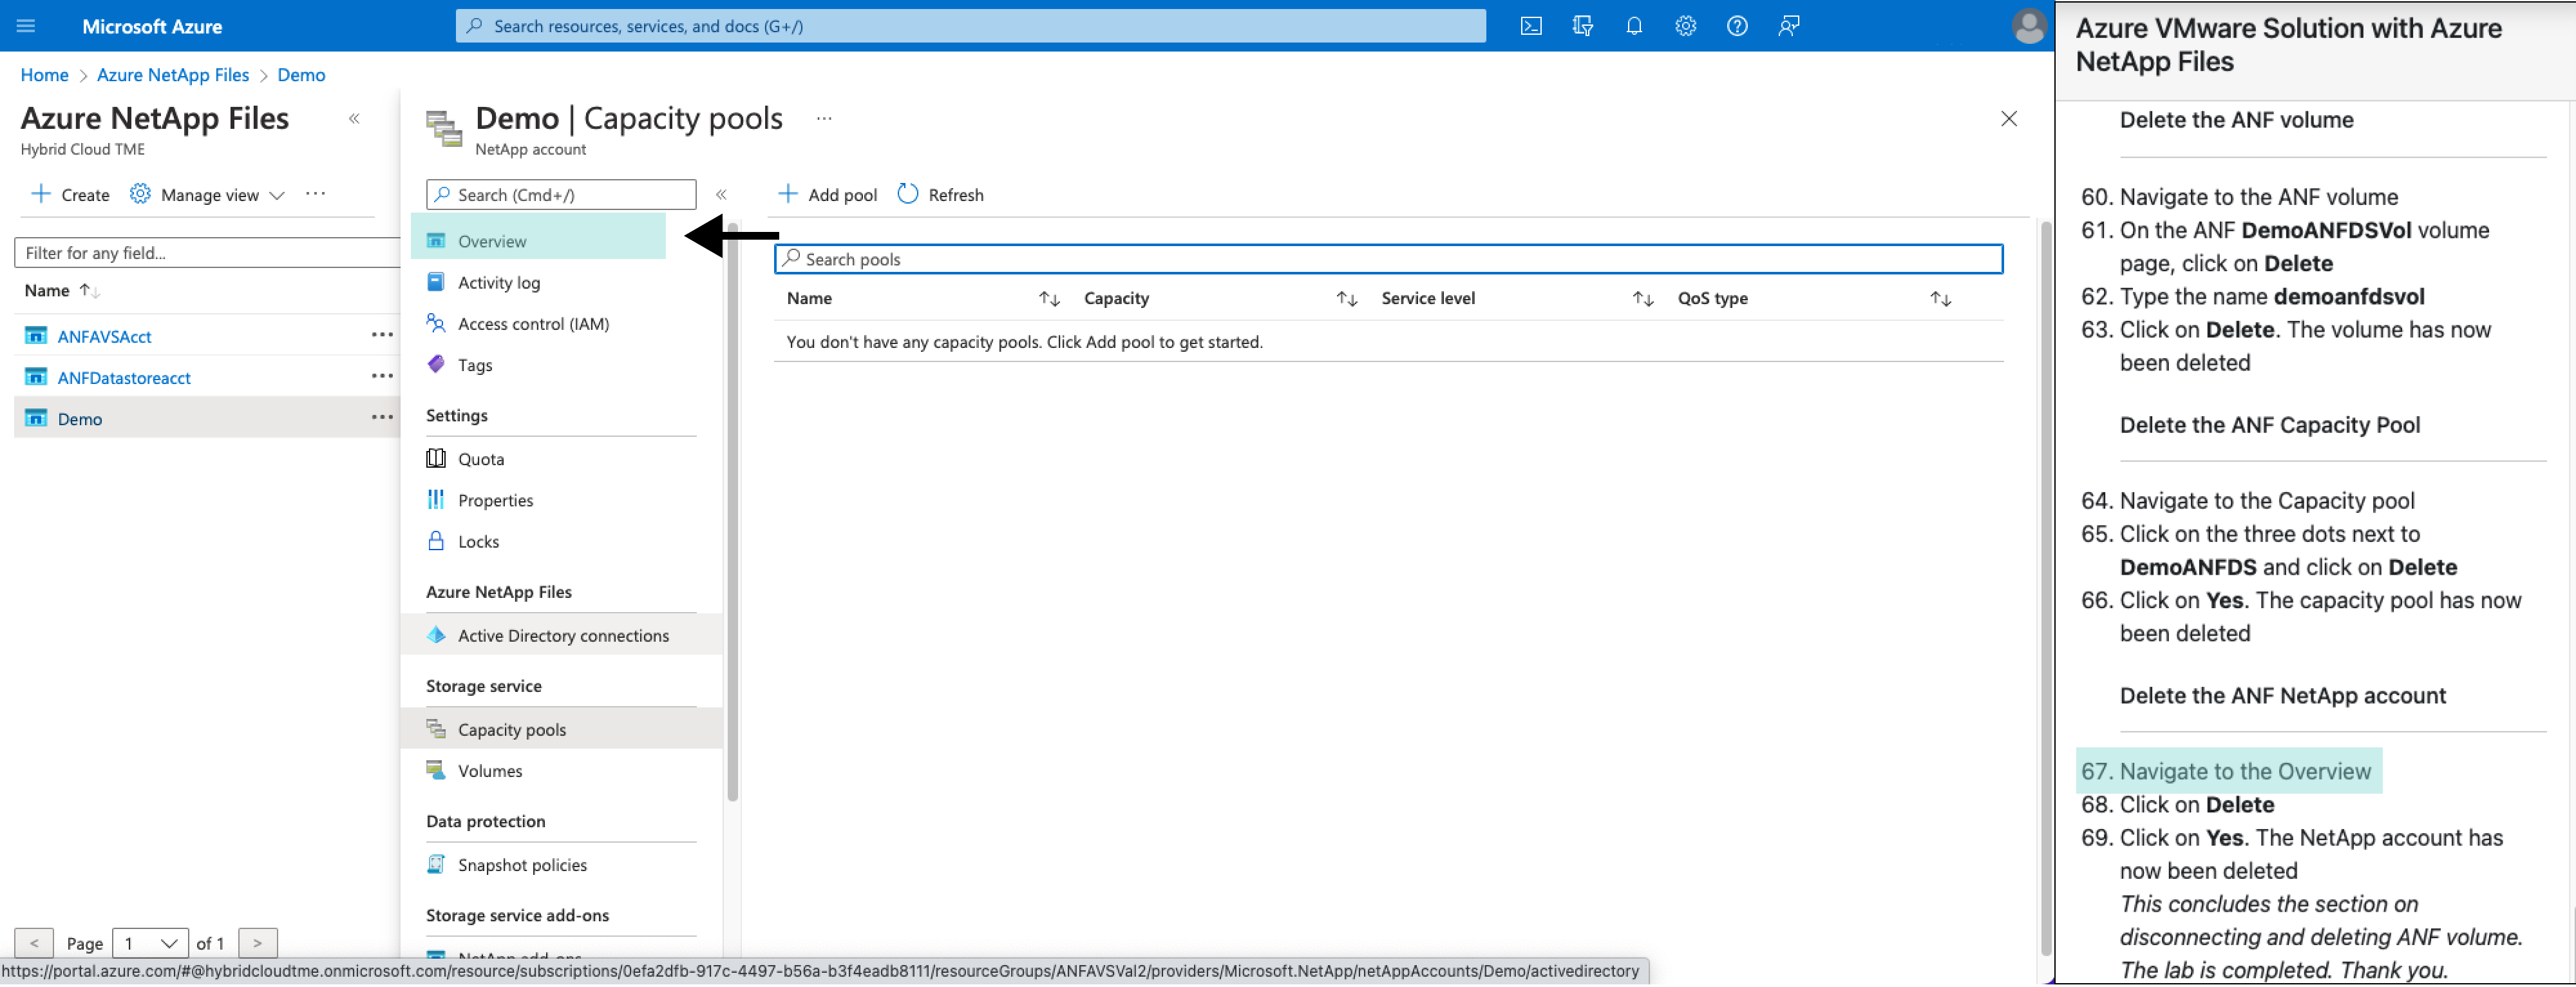 Microsoft Azure
Search resources, services, and docs (G+/)
Home > Azure NetApp Files > Demo
Azure NetApp Files «
Hybrid Cloud TME
+ Create Manage view ...
Filter for any field...
Name
ANFAVSAcct ...
ANFDatastoreacct ...
Demo ...
< Page 1 of 1 >
Demo | Capacity pools ...
NetApp account
Search (Cmd+/) «
Overview
Activity log
Access control (IAM)
Tags
Settings
Quota
Properties
Locks
Azure NetApp Files
Active Directory connections
Storage service
Capacity pools
Volumes
Data protection
Snapshot policies
Storage service add-ons
NetApp add-ons
+ Add pool Refresh
Search pools
Name Capacity Service level QoS type
You don't have any capacity pools. Click Add pool to get started.
https://portal.azure.com/#@hybridcloudtme.onmicrosoft.com/resource/subscriptions/0efa2dfb-917c-4497-b56a-b3f4eadb8111/resourceGroups/ANFAVSVal2/providers/Microsoft.NetApp/netAppAccounts/Demo/activedirectory
Azure VMware Solution with Azure
NetApp Files
Delete the ANF volume
60. Navigate to the ANF volume
61. On the ANF DemoANFDSVol volume
page, click on Delete
62. Type the name demoanfdsvol
63. Click on Delete. The volume has now
been deleted
Delete the ANF Capacity Pool
64. Navigate to the Capacity pool
65. Click on the three dots next to
DemoANFDS and click on Delete
66. Click on Yes. The capacity pool has now
been deleted
Delete the ANF NetApp account
67. Navigate to the Overview
68. Click on Delete
69. Click on Yes. The NetApp account has
now been deleted
This concludes the section on
disconnecting and deleting ANF volume.
The lab is completed. Thank you.